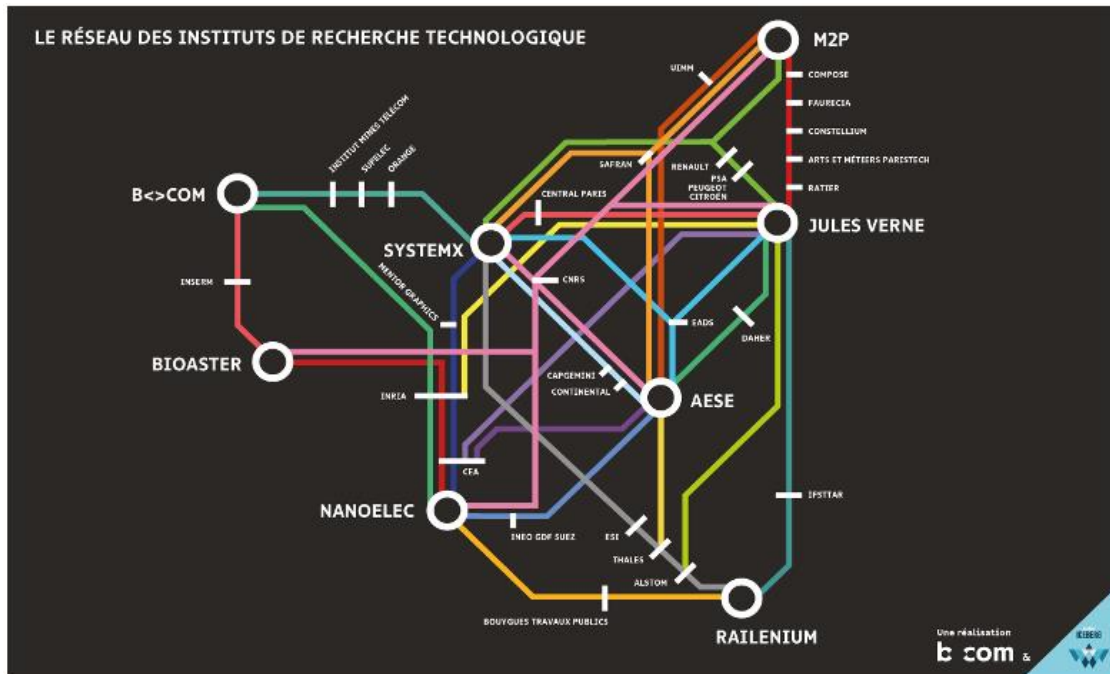 LE RÉSEAU DES INSTITUTS DE RECHERCHE TECHNOLOGIQUE
M2P
UIMM
COMPOSE
FAURECIA
CONSTELLIUM
ARTS ET MÉTIERS PARISTECH
RATIER
INSTITUT MINES TÉLÉCOM
SUPELEC
ORANGE
SAFRAN
RENAULT
PSA
PEUGEOT
CITROËN
B<>COM
CENTRAL PARIS
JULES VERNE
SYSTEMX
INSERM
MENTOR GRAPHICS
CNRS
EADS
DAHER
BIOASTER
CAPGEMINI
CONTINENTAL
INRIA
AESE
CEA
NANOELEC
IFSTTAR
INEO GDF SUEZ
ESI
THALES
ALSTOM
BOUYGUES TRAVAUX PUBLICS
RAILENIUM
Une réalisation
b com &
ICEBERG